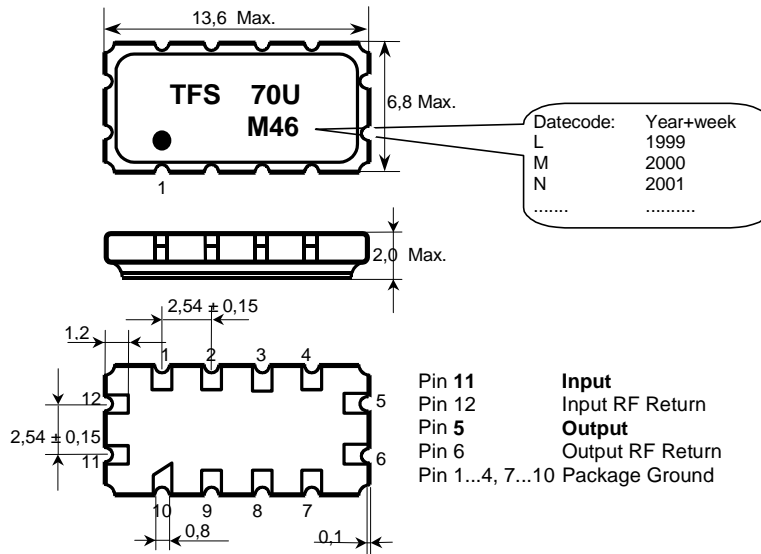 13,6 Max.
TFS 70U
M46
6,8 Max.
1
Datecode: Year+week
L 1999
M 2000
N 2001
....... ..........
2,0 Max.
2,54 ± 0,15
1,2
1 2 3 4
12 5
2,54 ± 0,15
11 6
10 9 8 7
0,8 0,1
Pin 11 Input
Pin 12 Input RF Return
Pin 5 Output
Pin 6 Output RF Return
Pin 1...4, 7...10 Package Ground